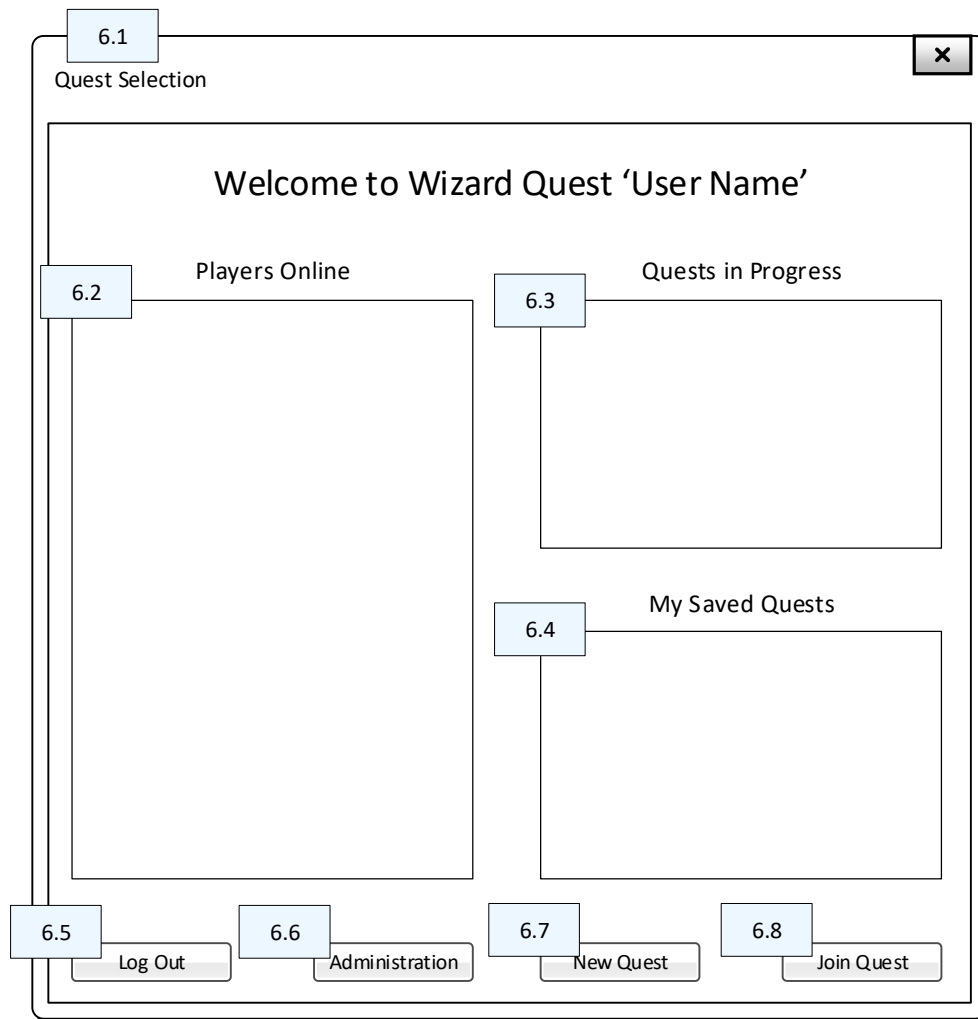 6.1
×
Quest Selection
Welcome to Wizard Quest ‘User Name’
Players Online
Quests in Progress
6.2
6.3
My Saved Quests
6.4
6.5
6.6
6.7
6.8
Log Out
Administration
New Quest
Join Quest